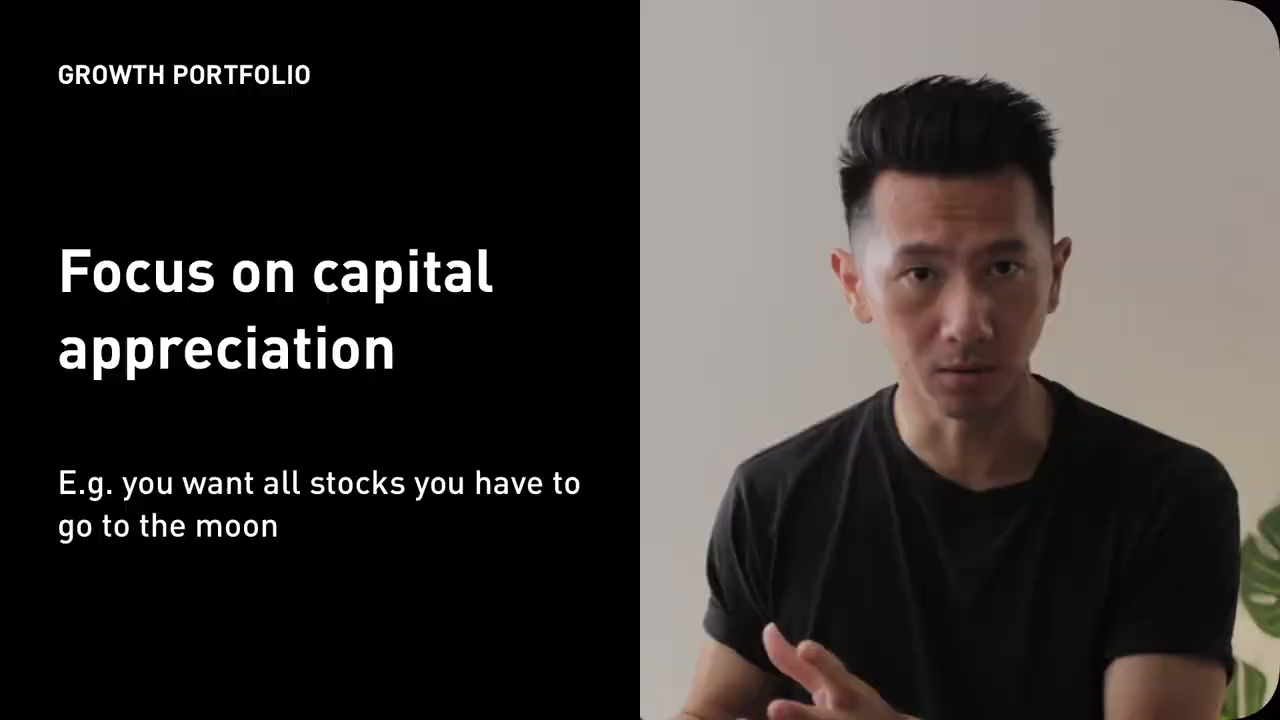 GROWTH PORTFOLIO
Focus on capital
appreciation
E.g. you want all stocks you have to
go to the moon